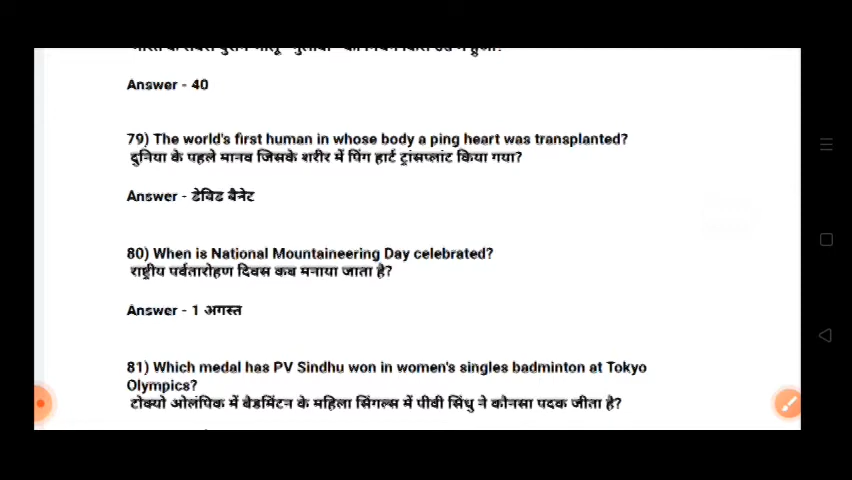 Answer - 40
79) The world's first human in whose body a ping heart was transplanted?
दुनिया के पहले मानव जिसके शरीर में पिंग हार्ट ट्रांसप्लांट किया गया?
Answer - डेविड बैनेट
80) When is National Mountaineering Day celebrated?
राष्ट्रीय पर्वतारोहण दिवस कब मनाया जाता है?
Answer - 1 अगस्त
81) Which medal has PV Sindhu won in women's singles badminton at Tokyo
Olympics?
टोक्यो ओलंपिक में बैडमिंटन के महिला सिंगल्स में पीवी सिंधु ने कौनसा पदक जीता है?